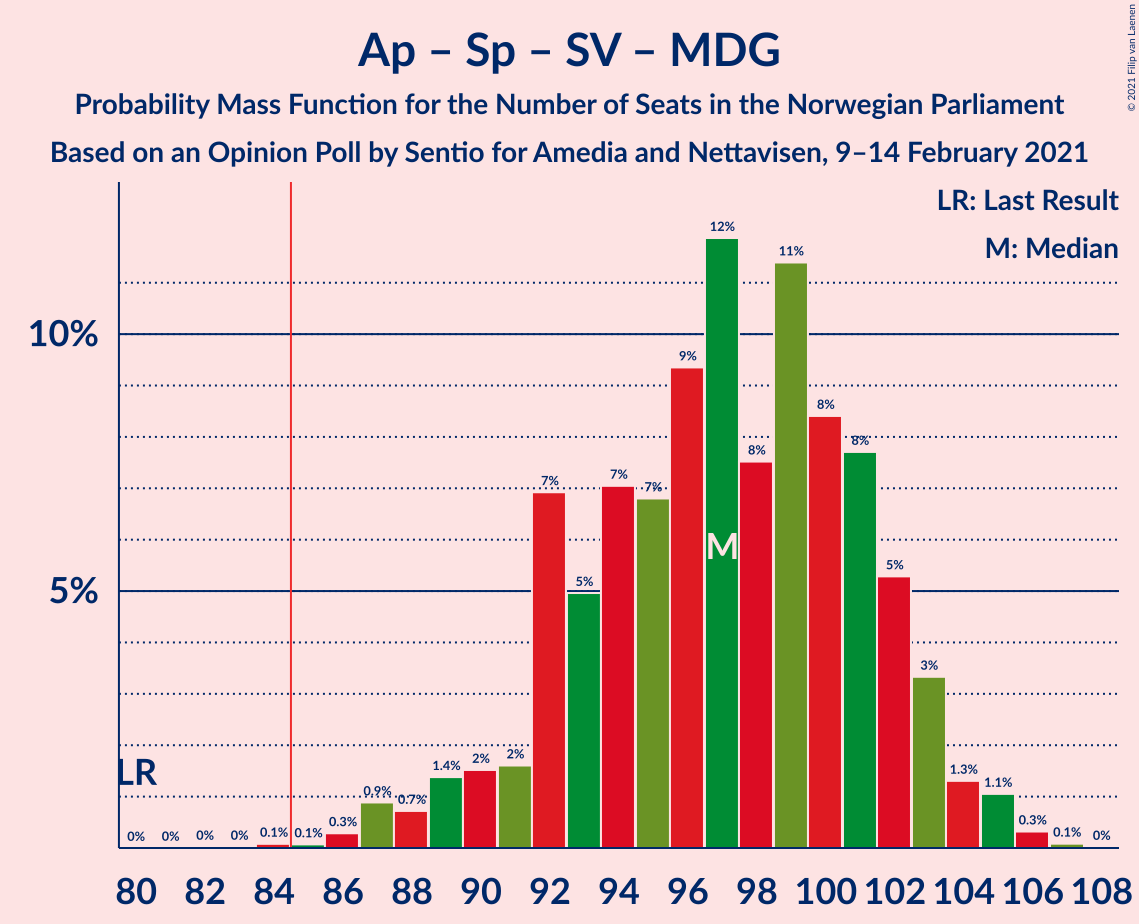 Ap – Sp – SV – MDG
Probability Mass Function for the Number of Seats in the Norwegian Parliament
Based on an Opinion Poll by Sentio for Amedia and Nettavisen, 9–14 February 2021
© 2021 Filip van Laenen
LR: Last Result
M: Median
12%
11%
10%
9%
8%
8%
8%
7%
7%
7%
5%
5%
5%
3%
M
LR
2%
2%
1.4%
1.3%
1.1%
0.9%
0.7%
0.3%
0.3%
0% 0% 0% 0% 0.1% 0.1% 0.1% 0%
80 82 84 86 88 90 92 94 96 98 100 102 104 106 108